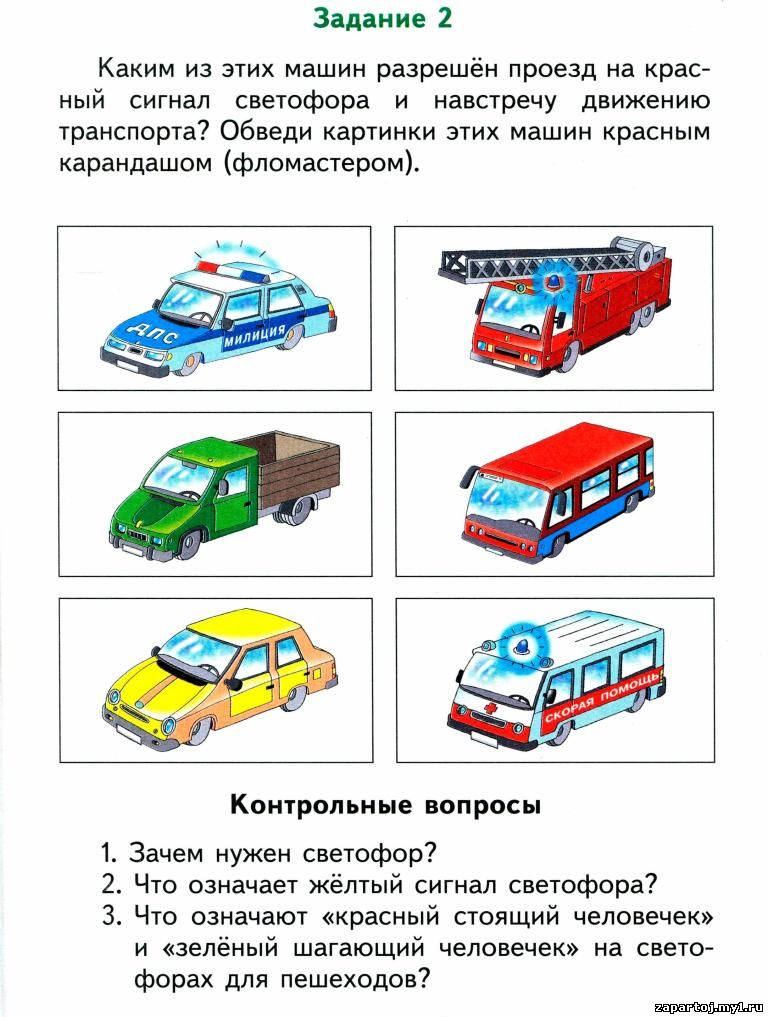 Задание 2
Каким из этих машин разрешён проезд на крас-
ный сигнал светофора и навстречу движению
транспорта? Обведи картинки этих машин красным
карандашом (фломастером).
ДПС
МИЛИЦИЯ
СКОРАЯ ПОМОЩЬ
Контрольные вопросы
1. Зачем нужен светофор?
2. Что означает жёлтый сигнал светофора?
3. Что означают «красный стоящий человечек»
и «зелёный шагающий человечек» на свето-
форах для пешеходов?
zapartoj.my1.ru